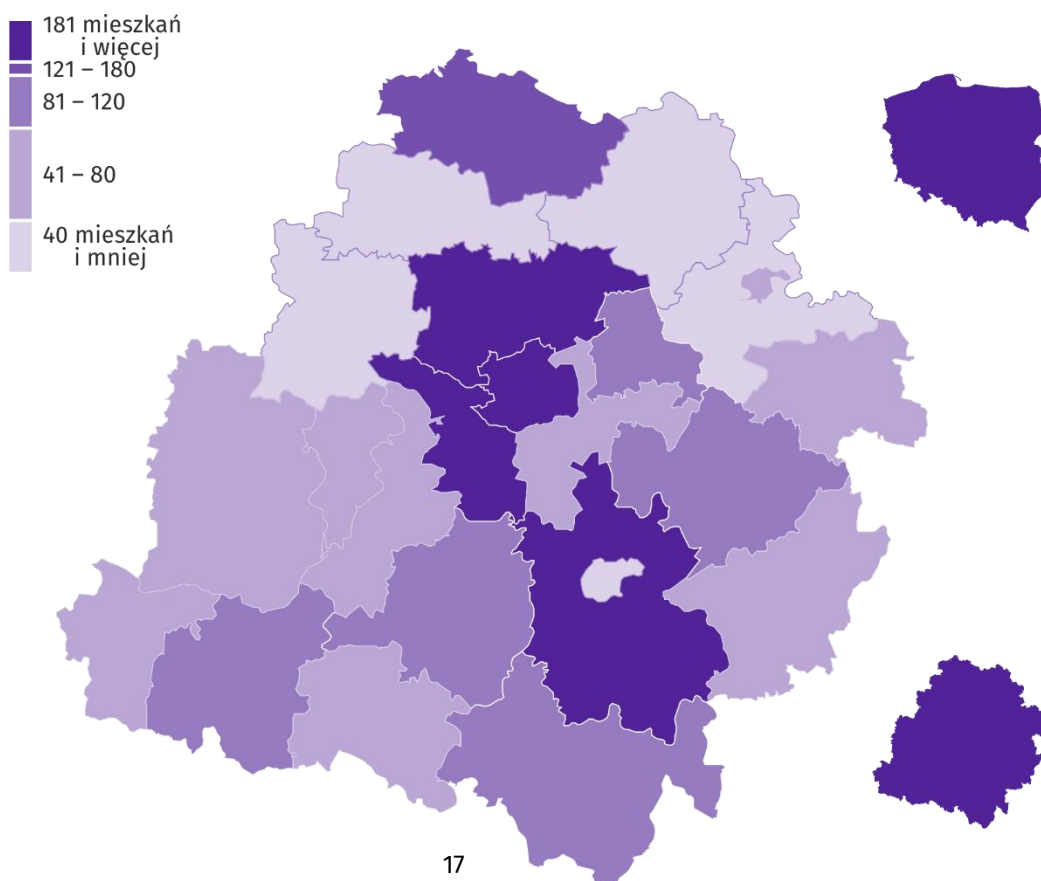 181 mieszkań
i więcej
121 – 180
81 – 120
41 – 80
40 mieszkań
i mniej
17